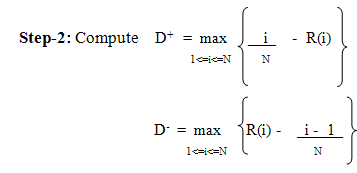 Step-2: Compute D+ = max { i / N - R(i) }
1<=i<=N
D- = max { R(i) - i - 1 / N }
1<=i<=N